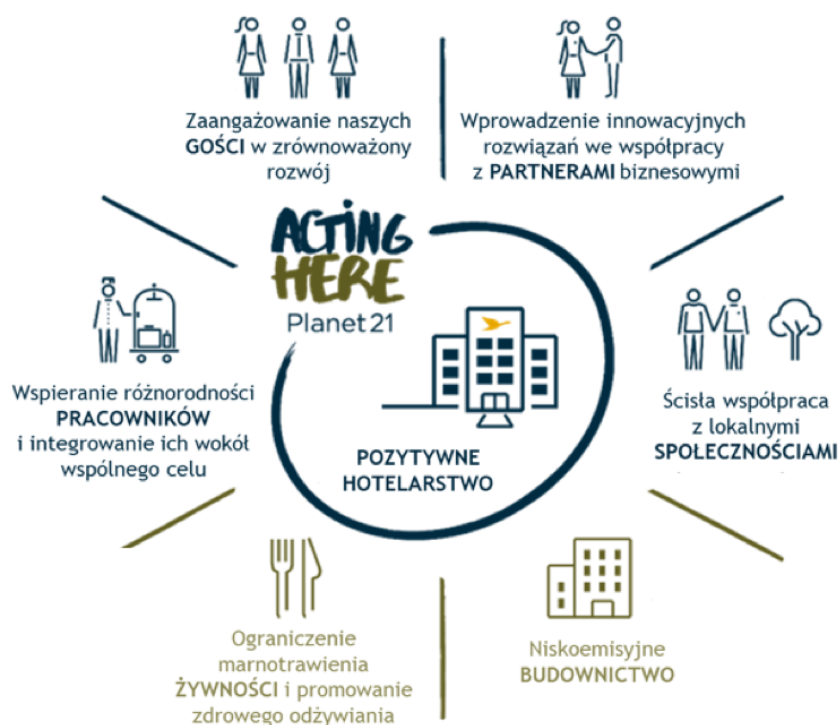 Zaangażowanie naszych
GOŚCI w zrównoważony
rozwój
Wprowadzenie innowacyjnych
rozwiązań we współpracy
z PARTNERAMI biznesowymi
ACTING
HERE
Planet 21
POZYTYWNE
HOTELARSTWO
Wspieranie różnorodności
PRACOWNIKÓW
i integrowanie ich wokół
wspólnego celu
Ścisła współpraca
z lokalnymi
SPOŁECZNOŚCIAMI
Ograniczenie
marnotrawienia
ŻYWNOŚCI i promowanie
zdrowego odżywiania
Niskoemisyjne
BUDOWNICTWO